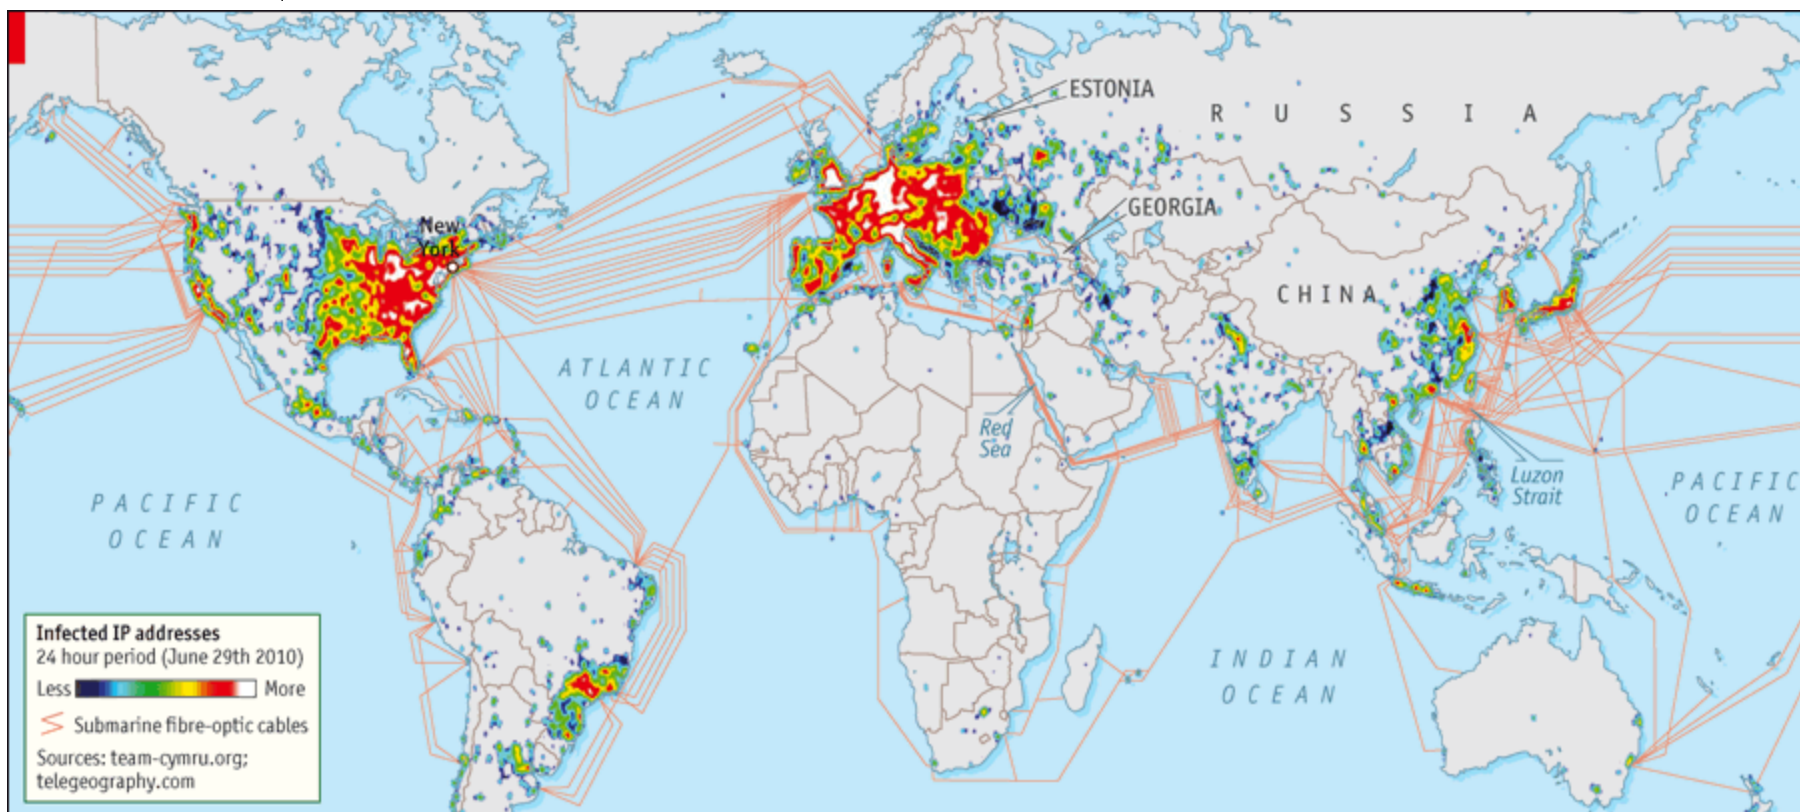 ESTONIA
R U S S I A
GEORGIA
New
York
CHINA
ATLANTIC
OCEAN
Red
Sea
Luzon
Strait
PACIFIC
OCEAN
PACIFIC
OCEAN
INDIAN
OCEAN
Infected IP addresses
24 hour period (June 29th 2010)
Less More
Submarine fibre-optic cables
Sources: team-cymru.org;
telegeography.com